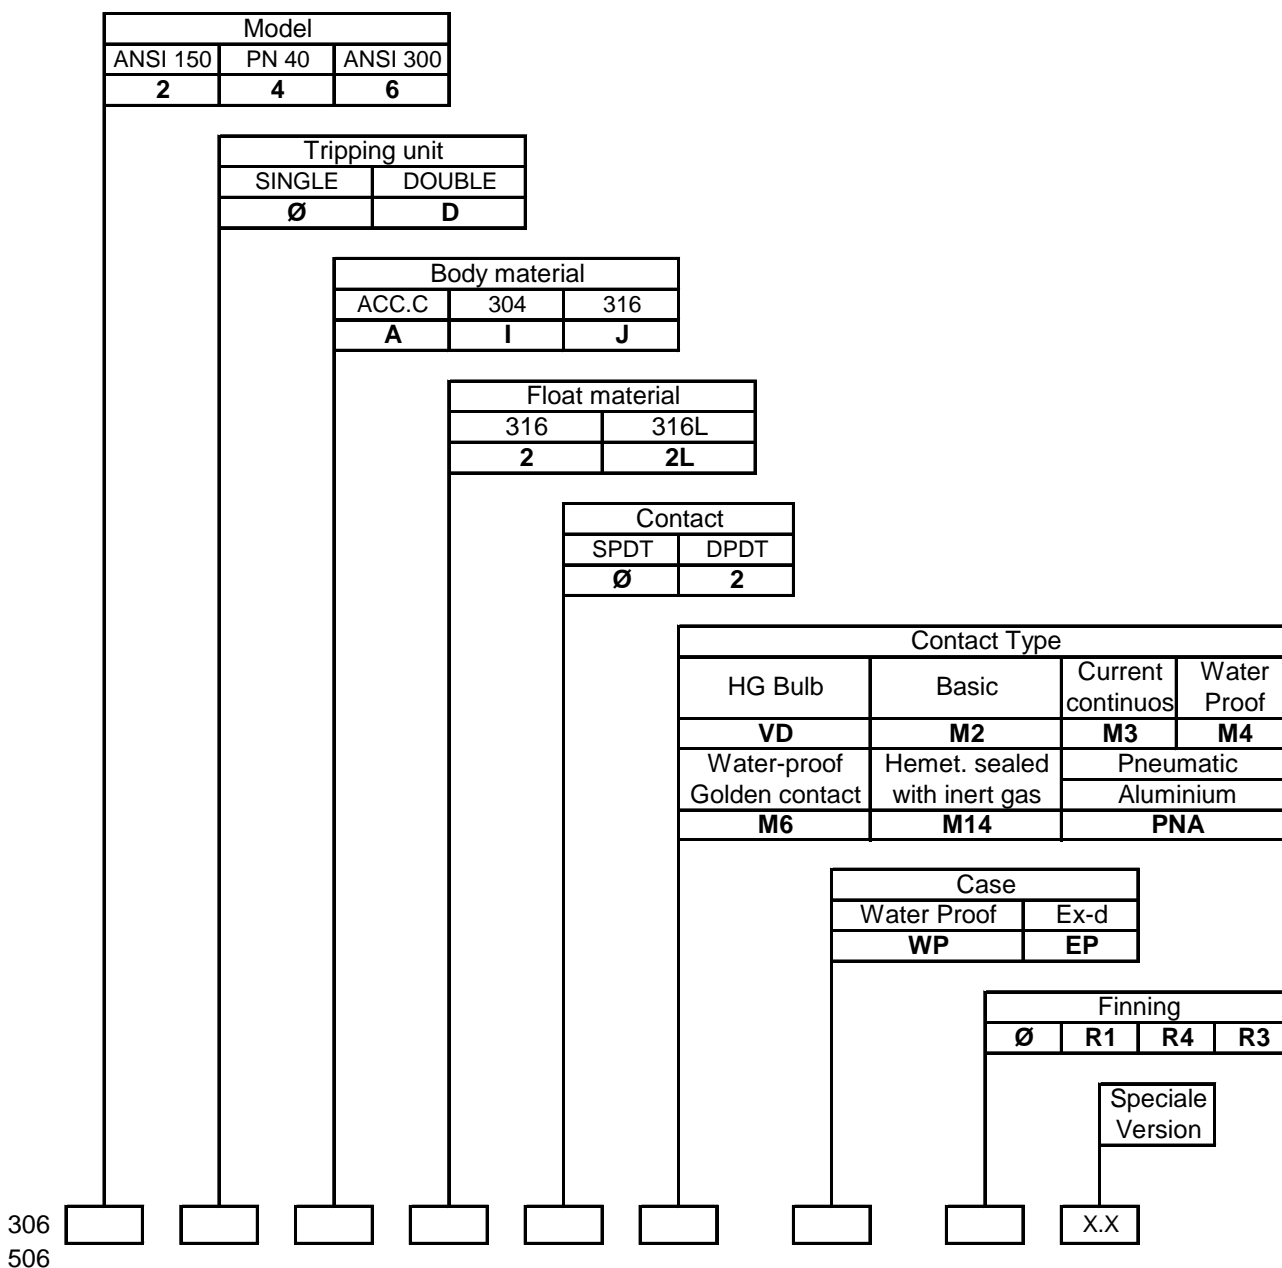 Model
ANSI 150 PN 40 ANSI 300
2 4 6
Tripping unit
SINGLE DOUBLE
Ø D
Body material
ACC.C 304 316
A I J
Float material
316 316L
2 2L
Contact
SPDT DPDT
Ø 2
Contact Type
HG Bulb Basic Current continuos Water Proof
VD M2 M3 M4
Water-proof Hemet. sealed Pneumatic
Golden contact with inert gas Aluminium
M6 M14 PNA
Case
Water Proof Ex-d
WP EP
Finning
Ø R1 R4 R3
Speciale
Version
306 X.X
506